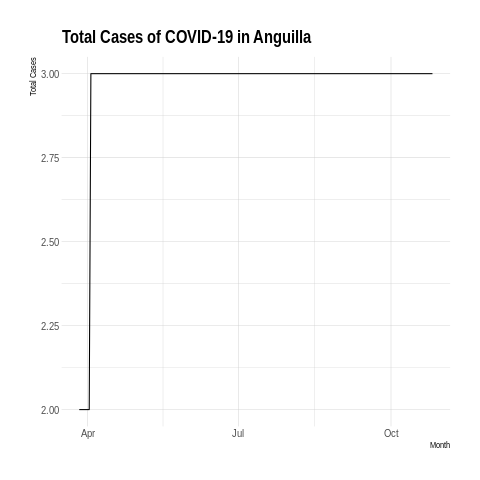 Total Cases of COVID-19 in Anguilla
Total Cases
3.00
2.75
2.50
2.25
2.00
Apr Jul Oct
Month